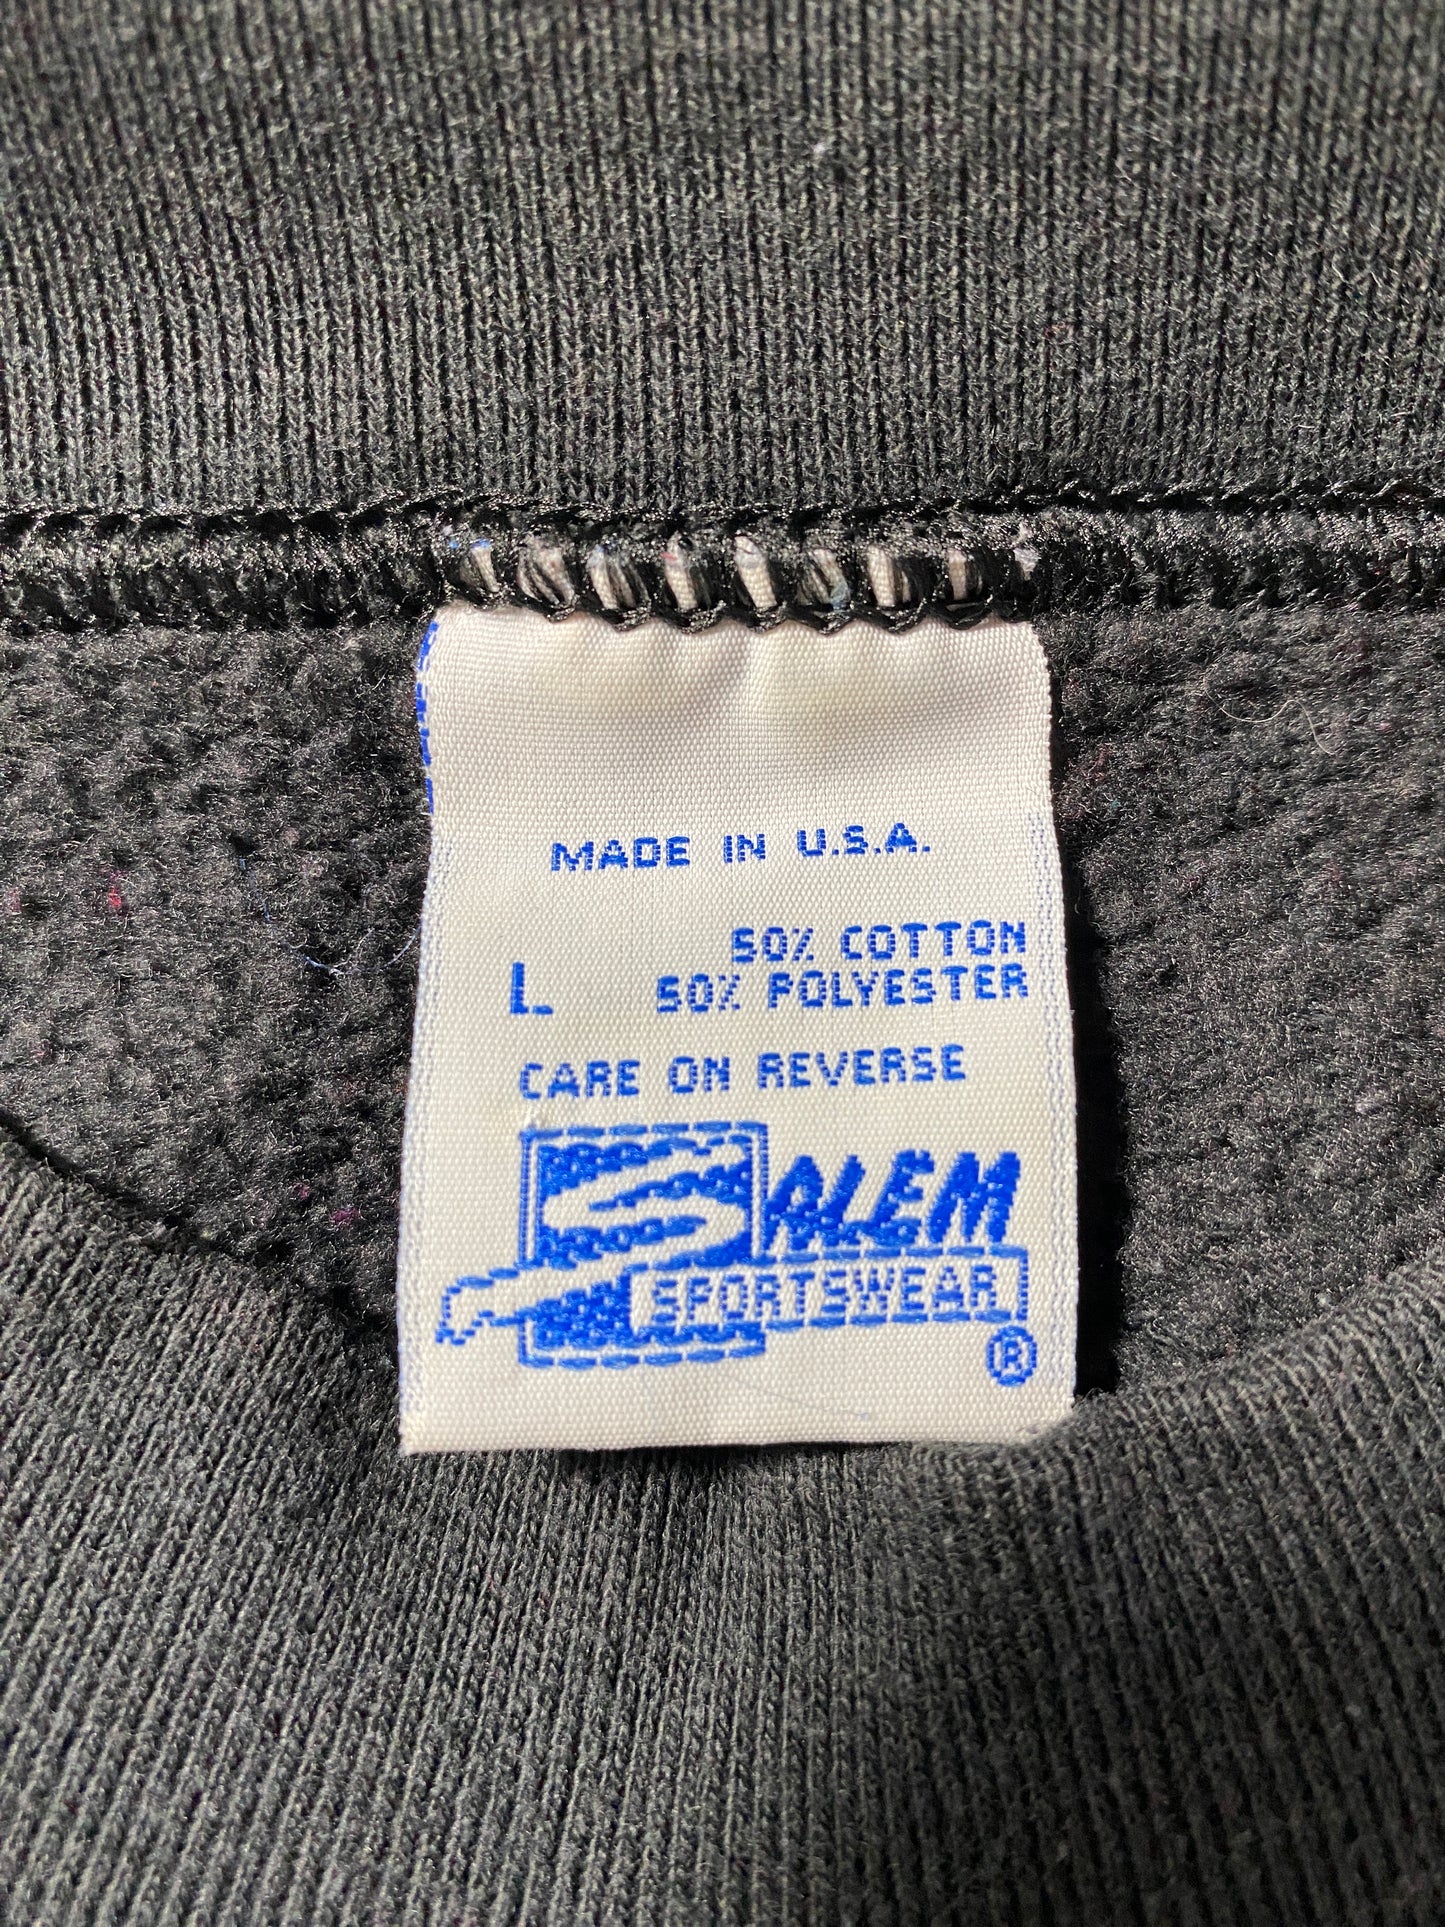 MADE IN U.S.A.
50% COTTON
L 50% POLYESTER
CARE ON REVERSE
SALEM
SPORTSWEAR
®